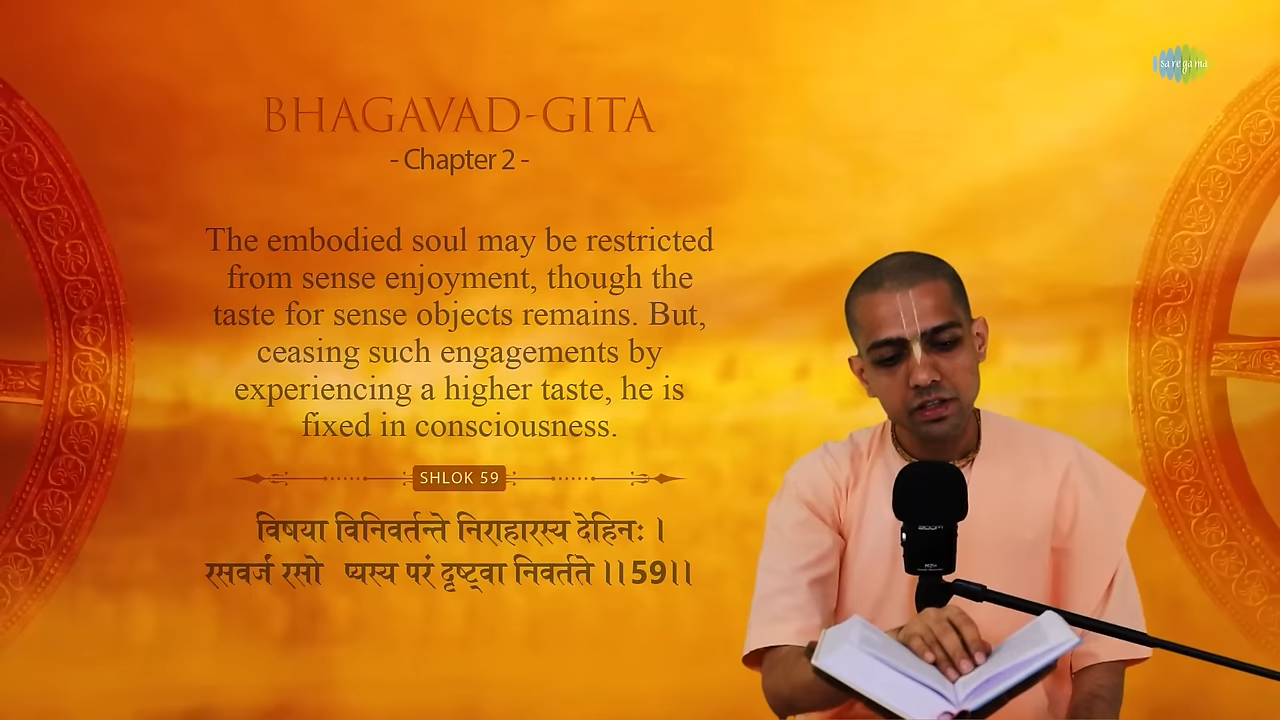 saregama
BHAGAVAD-GITA
- Chapter 2 -
The embodied soul may be restricted
from sense enjoyment, though the
taste for sense objects remains. But,
ceasing such engagements by
experiencing a higher taste, he is
fixed in consciousness.
SHLOK 59
विषया विनिवर्तन्ते निराहारस्य देहिनः ।
रसवर्जं रसो प्यस्य परं दृष्ट्वा निवर्तते ।।59।।
zoom